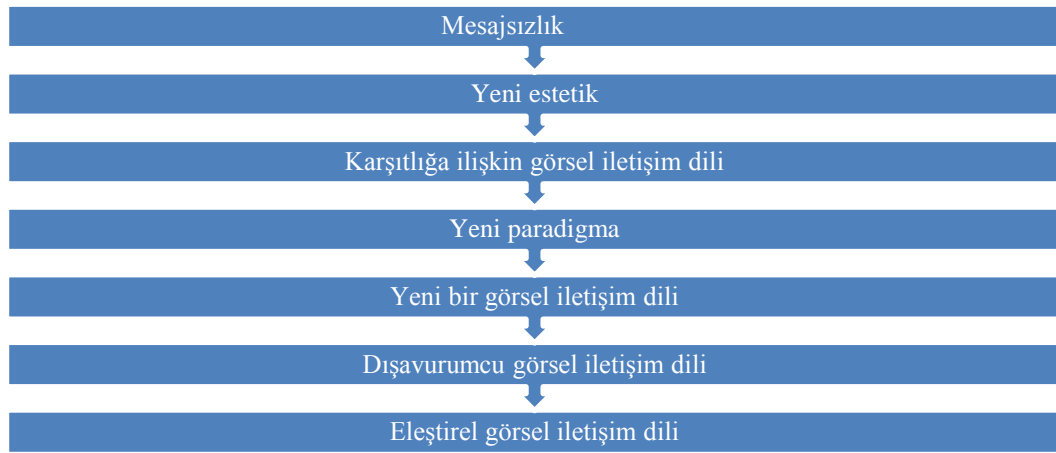 Mesajsızlık
Yeni estetik
Karşıtlığa ilişkin görsel iletişim dili
Yeni paradigma
Yeni bir görsel iletişim dili
Dışavurumcu görsel iletişim dili
Eleştirel görsel iletişim dili